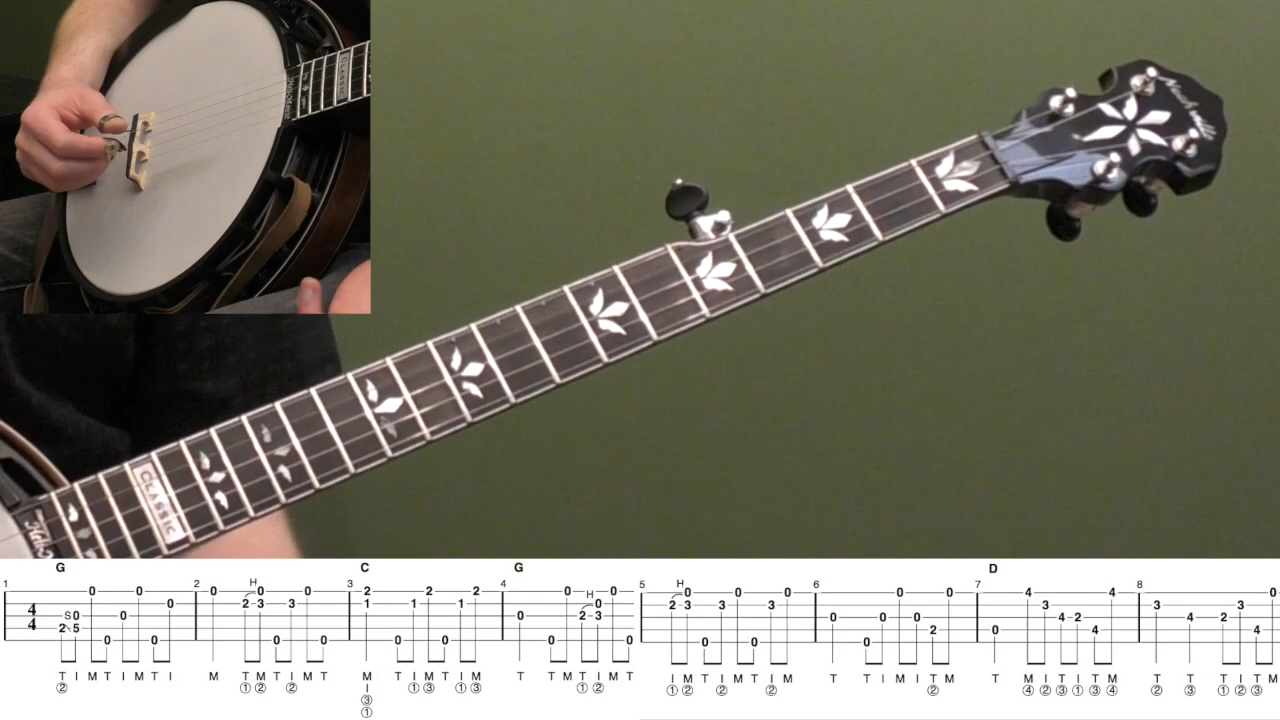 Nashville
CLASSIC
CLASSIC
G C G D
1 2 3 4 5 6 7 8
H H H
4
4
0 0 0 0 0 2 2 2 0 0 0 0 0 0 0 4 4 0
0 2 3 3 1 1 1 0 2 3 3 3 3 3 3
S 0 0 0 2 3 0 0 0 4 2 4 2
2 5 2 0 4 4
0 0 0 0 0 0 0 0 0 0 0
T I M T I M T I M T M T I M T M T I M T I M T T M T I M T I M T I M T I M T T I M I T M T M I T I T M T T T I T M
② ① ② ② I ① ③ ① ③ ① ② ① ② ② ② ② ④ ② ③ ① ③ ④ ② ③ ① ② ③
③
①